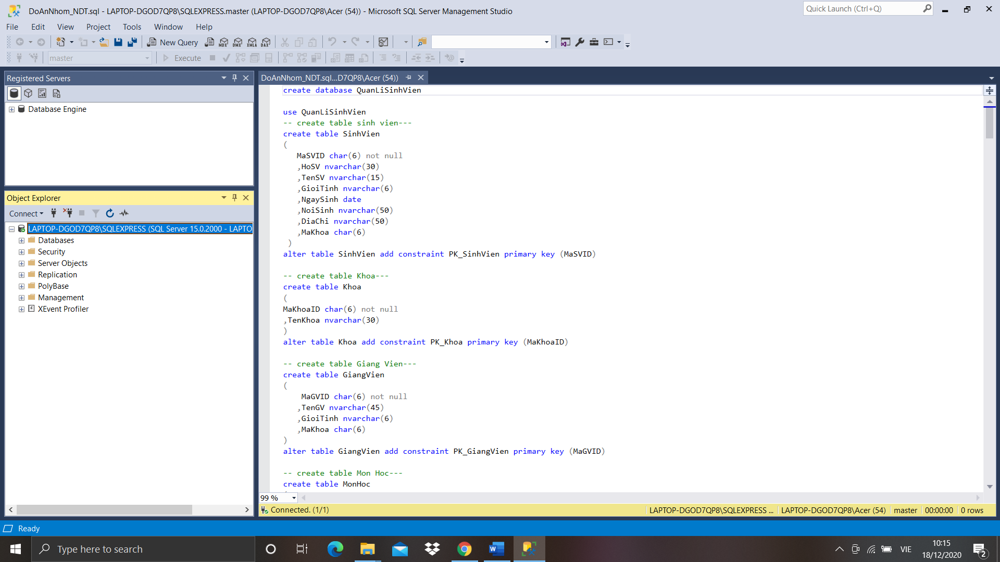 DoAnNhom_NDT.sql - LAPTOP-DGOD7QP8\SQLEXPRESS.master (LAPTOP-DGOD7QP8\Acer (54)) - Microsoft SQL Server Management Studio
Quick Launch (Ctrl+Q)
File Edit View Project Tools Window Help
New Query MDX DMX XMLA DAX
master Execute
Registered Servers
Database Engine
Object Explorer
Connect
LAPTOP-DGOD7QP8\SQLEXPRESS (SQL Server 15.0.2000 - LAPTO
Databases
Security
Server Objects
Replication
PolyBase
Management
XEvent Profiler
DoAnNhom_NDT.sql...D7QP8\Acer (54))
create database QuanLiSinhVien
use QuanLiSinhVien
-- create table sinh vien---
create table SinhVien
(
MaSVID char(6) not null
,HoSV nvarchar(30)
,TenSV nvarchar(15)
,GioiTinh nvarchar(6)
,NgaySinh date
,NoiSinh nvarchar(50)
,DiaChi nvarchar(50)
,MaKhoa char(6)
)
alter table SinhVien add constraint PK_SinhVien primary key (MaSVID)
-- create table Khoa---
create table Khoa
(
MaKhoaID char(6) not null
,TenKhoa nvarchar(30)
)
alter table Khoa add constraint PK_Khoa primary key (MaKhoaID)
-- create table Giang Vien---
create table GiangVien
(
MaGVID char(6) not null
,TenGV nvarchar(45)
,GioiTinh nvarchar(6)
,MaKhoa char(6)
)
alter table GiangVien add constraint PK_GiangVien primary key (MaGVID)
-- create table Mon Hoc---
create table MonHoc
99 %
Connected. (1/1)
LAPTOP-DGOD7QP8\SQLEXPRESS ... LAPTOP-DGOD7QP8\Acer (54) master 00:00:00 0 rows
Ready
Type here to search
VIE
10:15
18/12/2020
2